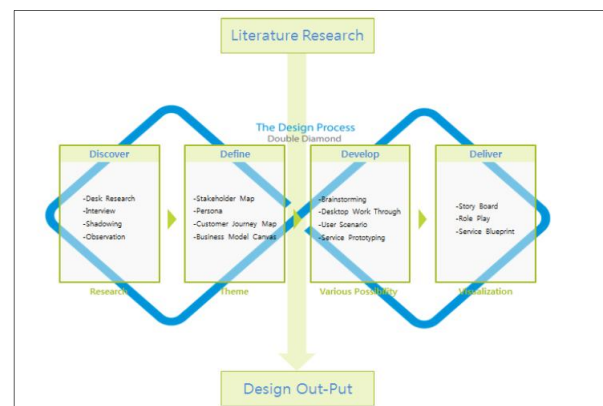 Literature Research
The Design Process
Double Diamond
Discover
-Desk Research
-Interview
-Shadowing
-Observation
Research
Define
-Stakeholder Map
-Persona
-Customer Journey Map
-Business Model Canvas
Theme
Develop
-Brainstorming
-Desktop Work Through
-User Scenario
-Service Prototyping
Various Possibility
Deliver
-Story Board
-Role Play
-Service Blueprint
Visualization
Design Out-Put